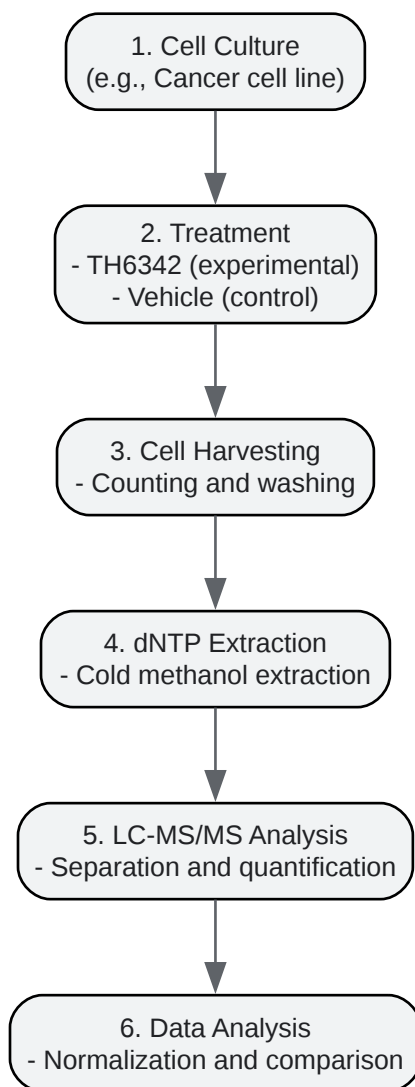 1. Cell Culture
(e.g., Cancer cell line)
2. Treatment
- TH6342 (experimental)
- Vehicle (control)
3. Cell Harvesting
- Counting and washing
4. dNTP Extraction
- Cold methanol extraction
5. LC-MS/MS Analysis
- Separation and quantification
6. Data Analysis
- Normalization and comparison